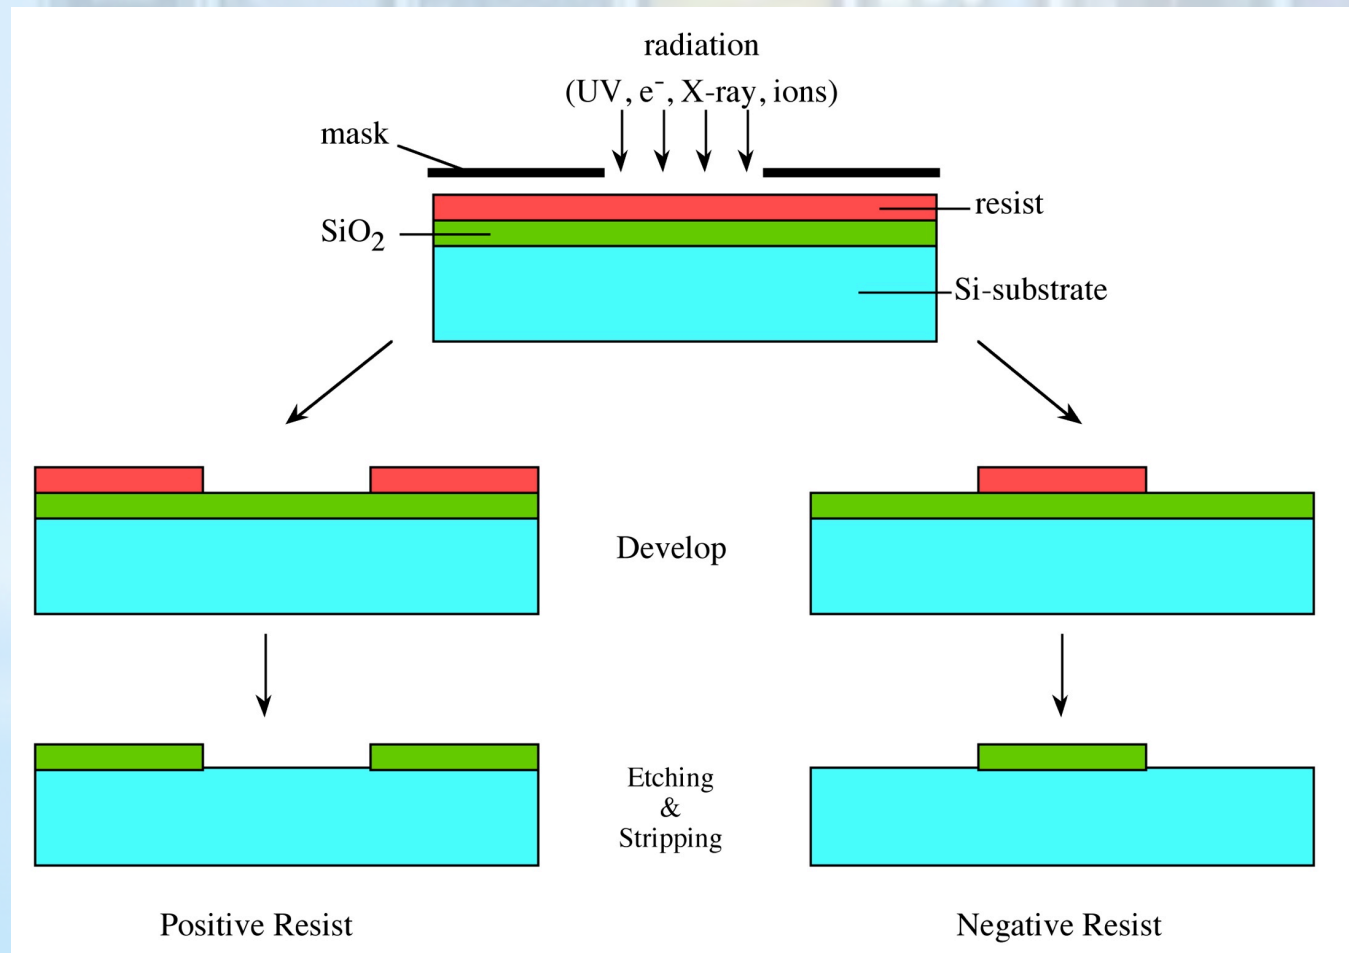 radiation
(UV, e⁻, X-ray, ions)
mask
resist
SiO₂
Si-substrate
Develop
Etching
&
Stripping
Positive Resist
Negative Resist